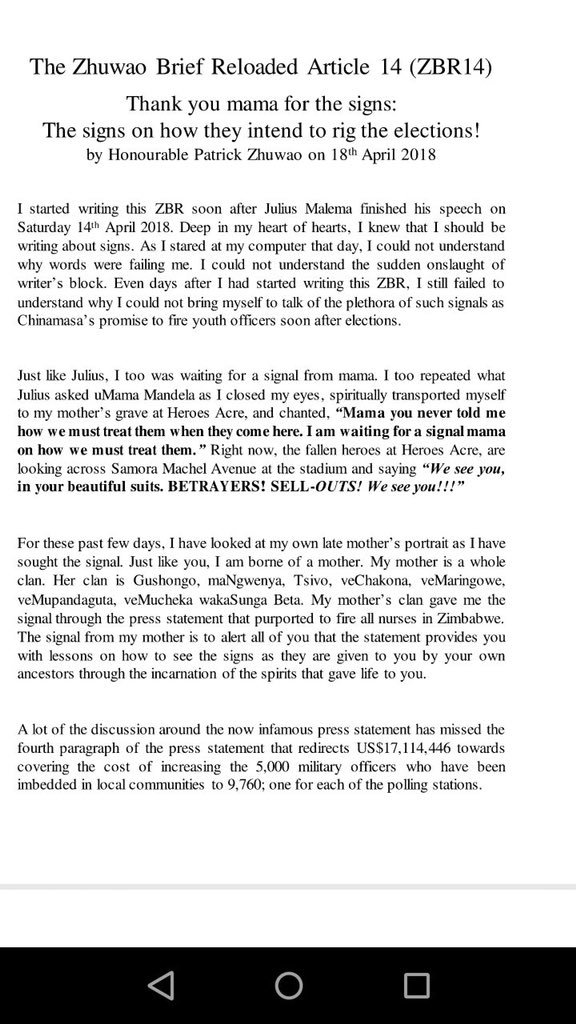 The Zhuwao Brief Reloaded Article 14 (ZBR14)
Thank you mama for the signs:
The signs on how they intend to rig the elections!
by Honourable Patrick Zhuwao on 18th April 2018
I started writing this ZBR soon after Julius Malema finished his speech on
Saturday 14th April 2018. Deep in my heart of hearts, I knew that I should be
writing about signs. As I stared at my computer that day, I could not understand
why words were failing me. I could not understand the sudden onslaught of
writer's block. Even days after I had started writing this ZBR, I still failed to
understand why I could not bring myself to talk of the plethora of such signals as
Chinamasa's promise to fire youth officers soon after elections.
Just like Julius, I too was waiting for a signal from mama. I too repeated what
Julius asked uMama Mandela as I closed my eyes, spiritually transported myself
to my mother's grave at Heroes Acre, and chanted, "Mama you never told me
how we must treat them when they come here. I am waiting for a signal mama
on how we must treat them." Right now, the fallen heroes at Heroes Acre, are
looking across Samora Machel Avenue at the stadium and saying "We see you,
in your beautiful suits. BETRAYERS! SELL-OUTS! We see you!!!"
For these past few days, I have looked at my own late mother's portrait as I have
sought the signal. Just like you, I am borne of a mother. My mother is a whole
clan. Her clan is Gushongo, maNgwenya, Tsivo, veChakona, veMaringowe,
veMupandaguta, veMucheka wakaSunga Beta. My mother's clan gave me the
signal through the press statement that purported to fire all nurses in Zimbabwe.
The signal from my mother is to alert all of you that the statement provides you
with lessons on how to see the signs as they are given to you by your own
ancestors through the incarnation of the spirits that gave life to you.
A lot of the discussion around the now infamous press statement has missed the
fourth paragraph of the press statement that redirects US$17,114,446 towards
covering the cost of increasing the 5,000 military officers who have been
imbedded in local communities to 9,760; one for each of the polling stations.